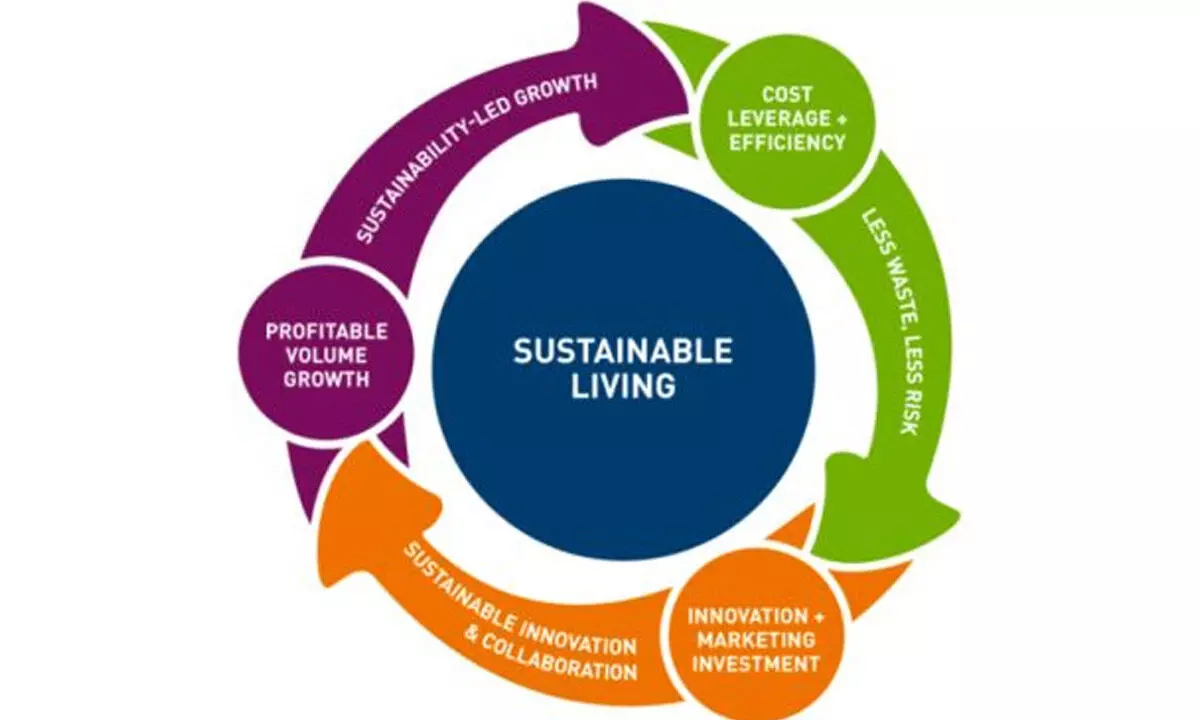 SUSTAINABILITY-LED GROWTH
COST
LEVERAGE +
EFFICIENCY
LESS WASTE, LESS RISK
SUSTAINABLE
LIVING
PROFITABLE
VOLUME
GROWTH
SUSTAINABLE INNOVATION
& COLLABORATION
INNOVATION +
MARKETING
INVESTMENT